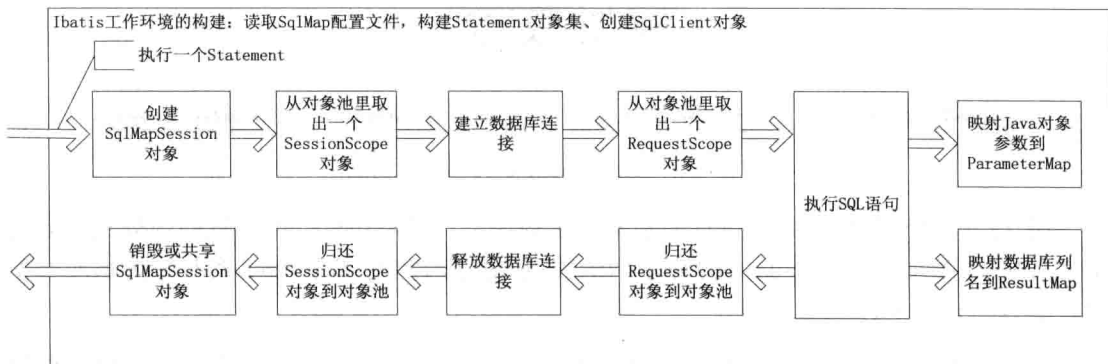 Ibatis工作环境的构建：读取SqlMap配置文件，构建Statement对象集、创建SqlClient对象
执行一个Statement
创建
SqlMapSession
对象
从对象池里取
出一个
SessionScope
对象
建立数据库连
接
从对象池里取
出一个
RequestScope
对象
执行SQL语句
映射Java对象
参数到
ParameterMap
销毁或共享
SqlMapSession
对象
归还
SessionScope
对象到对象池
释放数据库连
接
归还
RequestScope
对象到对象池
映射数据库列
名到ResultMap